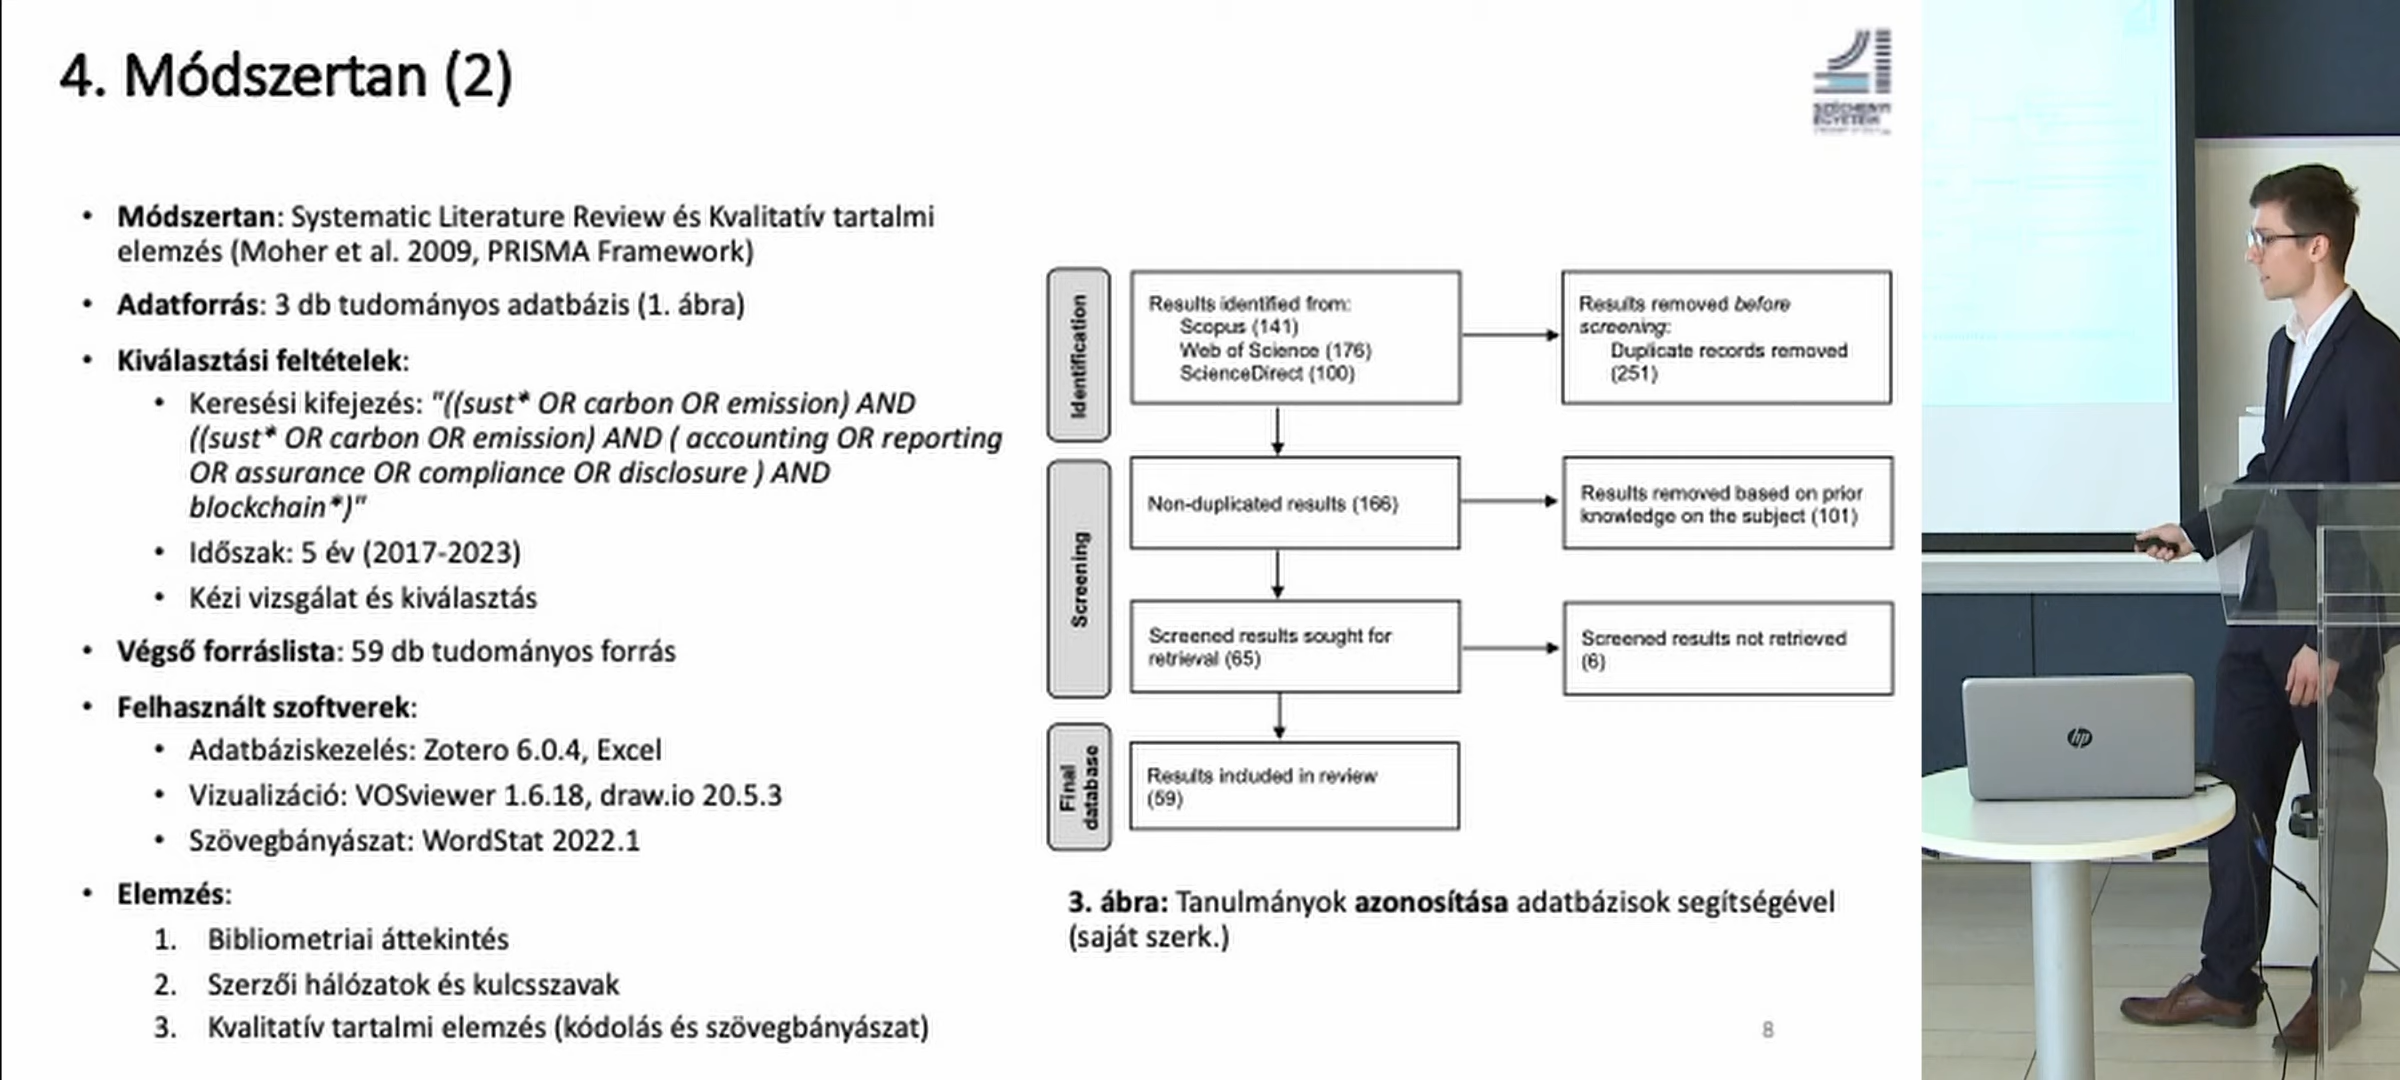 4. Módszertan (2)
SZÉCHENYI
EGYETEM
• Módszertan: Systematic Literature Review és Kvalitatív tartalmi
elemzés (Moher et al. 2009, PRISMA Framework)
• Adatforrás: 3 db tudományos adatbázis (1. ábra)
• Kiválasztási feltételek:
• Keresési kifejezés: "((sust* OR carbon OR emission) AND
((sust* OR carbon OR emission) AND ( accounting OR reporting
OR assurance OR compliance OR disclosure ) AND
blockchain*)"
• Időszak: 5 év (2017-2023)
• Kézi vizsgálat és kiválasztás
• Végső forráslista: 59 db tudományos forrás
• Felhasznált szoftverek:
• Adatbáziskezelés: Zotero 6.0.4, Excel
• Vizualizáció: VOSviewer 1.6.18, draw.io 20.5.3
• Szövegbányászat: WordStat 2022.1
• Elemzés:
1. Bibliometriai áttekintés
2. Szerzői hálózatok és kulcsszavak
3. Kvalitatív tartalmi elemzés (kódolás és szövegbányászat)
Identification
Results identified from:
Scopus (141)
Web of Science (176)
ScienceDirect (100)
Results removed before
screening:
Duplicate records removed
(251)
Screening
Non-duplicated results (166)
Results removed based on prior
knowledge on the subject (101)
Screened results sought for
retrieval (65)
Screened results not retrieved
(6)
Final
database
Results included in review
(59)
3. ábra: Tanulmányok azonosítása adatbázisok segítségével
(saját szerk.)
8
hp